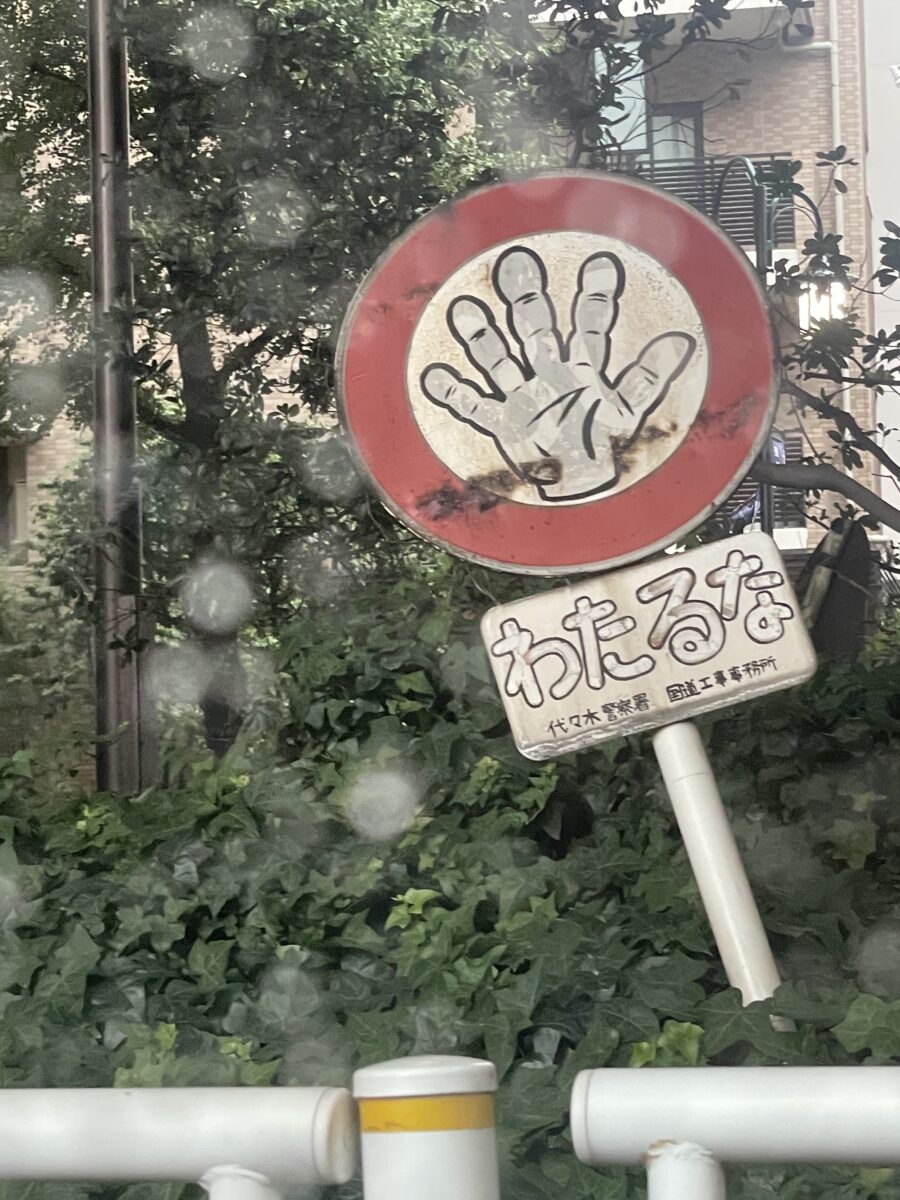 わたるな
代々木警察署 国道工事事務所